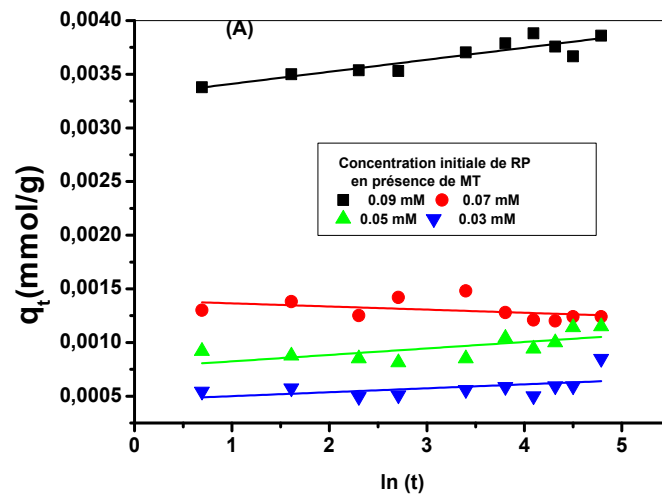 (A)
0,0040
0,0035
0,0030
0,0025
0,0020
0,0015
0,0010
0,0005
qt(mmol/g)
Concentration initiale de RP
en présence de MT
0.09 mM 0.07 mM
0.05 mM 0.03 mM
0 1 2 3 4 5
ln (t)